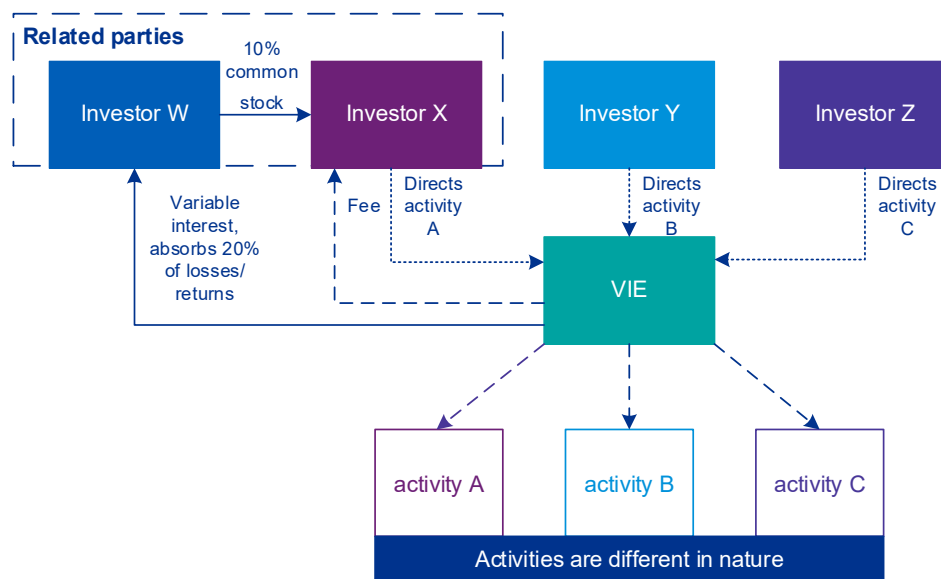 Related parties
10%
common
stock
Investor W
Investor X
Investor Y
Investor Z
Variable
interest,
absorbs 20%
of losses/
returns
Fee
Directs
activity
A
Directs
activity
B
Directs
activity
C
VIE
activity A
activity B
activity C
Activities are different in nature